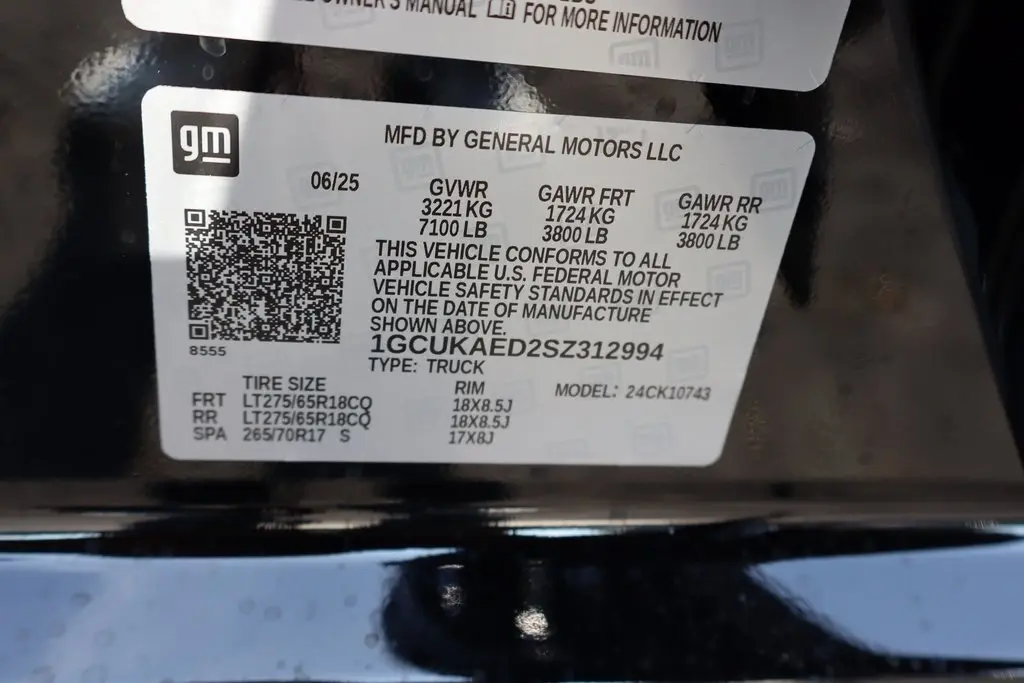 OWNER'S MANUAL FOR MORE INFORMATION
gm
MFD BY GENERAL MOTORS LLC
06/25
GVWR
3221 KG
7100 LB
GAWR FRT
1724 KG
3800 LB
GAWR RR
1724 KG
3800 LB
THIS VEHICLE CONFORMS TO ALL
APPLICABLE U.S. FEDERAL MOTOR
VEHICLE SAFETY STANDARDS IN EFFECT
ON THE DATE OF MANUFACTURE
SHOWN ABOVE.
8555
1GCUKAED2SZ312994
TYPE: TRUCK
TIRE SIZE RIM MODEL: 24CK10743
FRT LT275/65R18CQ 18X8.5J
RR LT275/65R18CQ 18X8.5J
SPA 265/70R17 S 17X8J